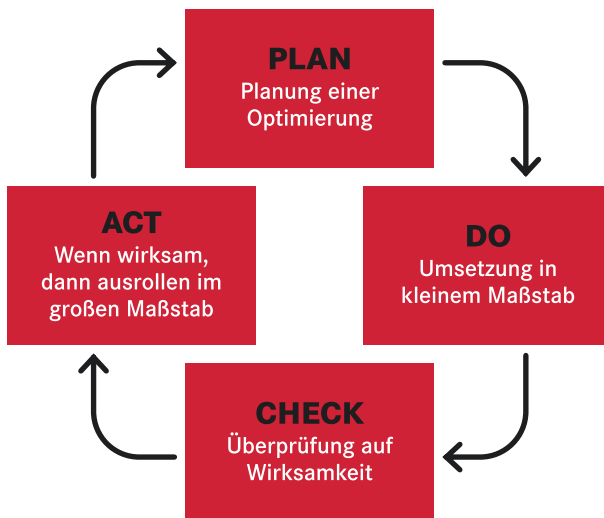 PLAN
Planung einer
Optimierung
ACT
Wenn wirksam,
dann ausrollen im
großen Maßstab
DO
Umsetzung in
kleinem Maßstab
CHECK
Überprüfung auf
Wirksamkeit